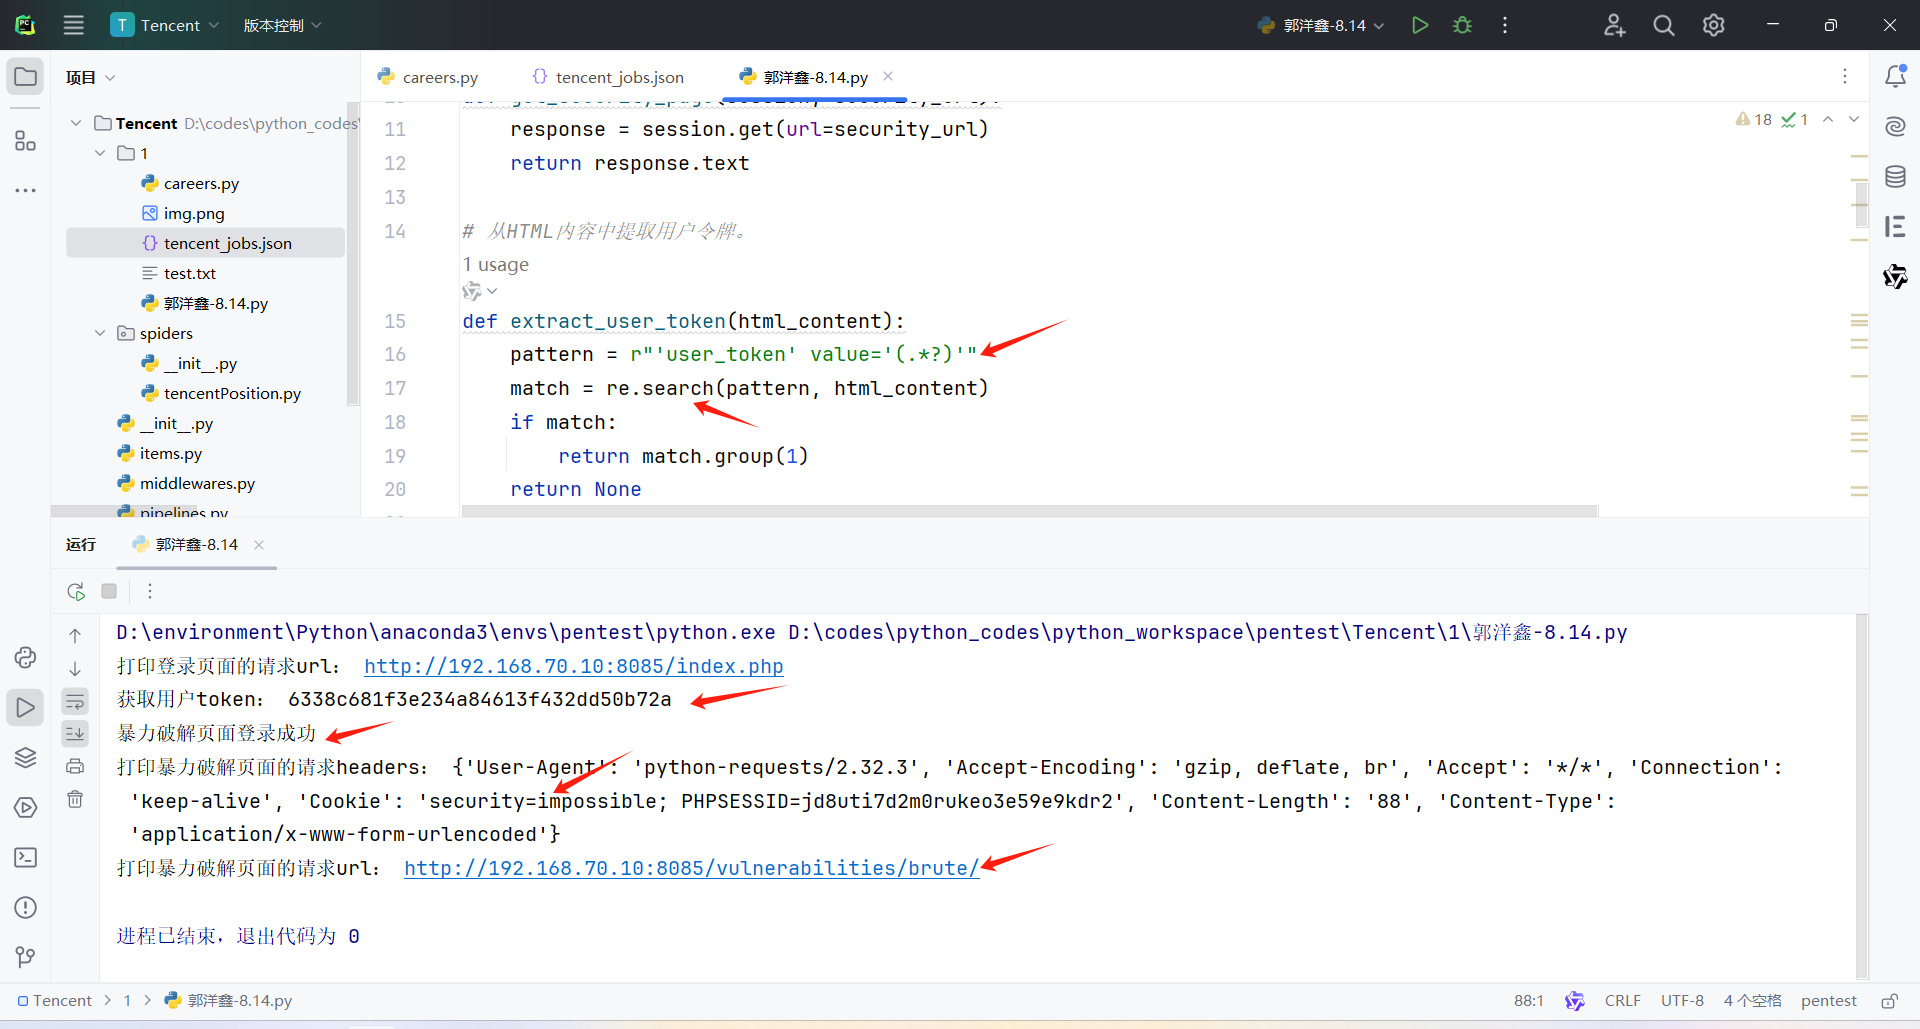 T Tencent 版本控制 郭洋鑫-8.14
项目
careers.py tencent_jobs.json 郭洋鑫-8.14.py
Tencent D:\codes\python_codes\
1
careers.py
img.png
tencent_jobs.json
test.txt
郭洋鑫-8.14.py
spiders
__init__.py
tencentPosition.py
__init__.py
items.py
middlewares.py
pipelines.py
18 1
11 response = session.get(url=security_url)
12 return response.text
13
14 # 从HTML内容中提取用户令牌。
1 usage
15 def extract_user_token(html_content):
16 pattern = r"'user_token' value='(.*?)'"
17 match = re.search(pattern, html_content)
18 if match:
19 return match.group(1)
20 return None
运行 郭洋鑫-8.14
D:\environment\Python\anaconda3\envs\pentest\python.exe D:\codes\python_codes\python_workspace\pentest\Tencent\1\郭洋鑫-8.14.py
打印登录页面的请求url： http://192.168.70.10:8085/index.php
获取用户token： 6338c681f3e234a84613f432dd50b72a
暴力破解页面登录成功
打印暴力破解页面的请求headers： {'User-Agent': 'python-requests/2.32.3', 'Accept-Encoding': 'gzip, deflate, br', 'Accept': '*/*', 'Connection':
'keep-alive', 'Cookie': 'security=impossible; PHPSESSID=jd8uti7d2m0rukeo3e59e9kdr2', 'Content-Length': '88', 'Content-Type':
'application/x-www-form-urlencoded'}
打印暴力破解页面的请求url： http://192.168.70.10:8085/vulnerabilities/brute/
进程已结束，退出代码为 0
Tencent > 1 > 郭洋鑫-8.14.py 88:1 CRLF UTF-8 4 个空格 pentest